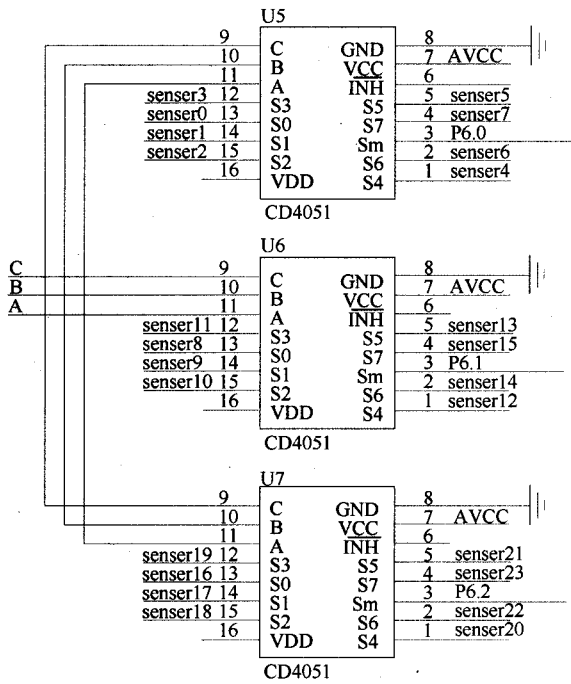 U5
9 C GND 8
10 B VCC 7 AVCC
11 A INH 6
senser3 12 S3 S5 5 senser5
senser0 13 S0 S7 4 senser7
senser1 14 S1 Sm 3 P6.0
senser2 15 S2 S6 2 senser6
16 VDD S4 1 senser4
CD4051
U6
C 9 C GND 8
B 10 B VCC 7 AVCC
A 11 A INH 6
senser11 12 S3 S5 5 senser13
senser8 13 S0 S7 4 senser15
senser9 14 S1 Sm 3 P6.1
senser10 15 S2 S6 2 senser14
16 VDD S4 1 senser12
CD4051
U7
9 C GND 8
10 B VCC 7 AVCC
11 A INH 6
senser19 12 S3 S5 5 senser21
senser16 13 S0 S7 4 senser23
senser17 14 S1 Sm 3 P6.2
senser18 15 S2 S6 2 senser22
16 VDD S4 1 senser20
CD4051